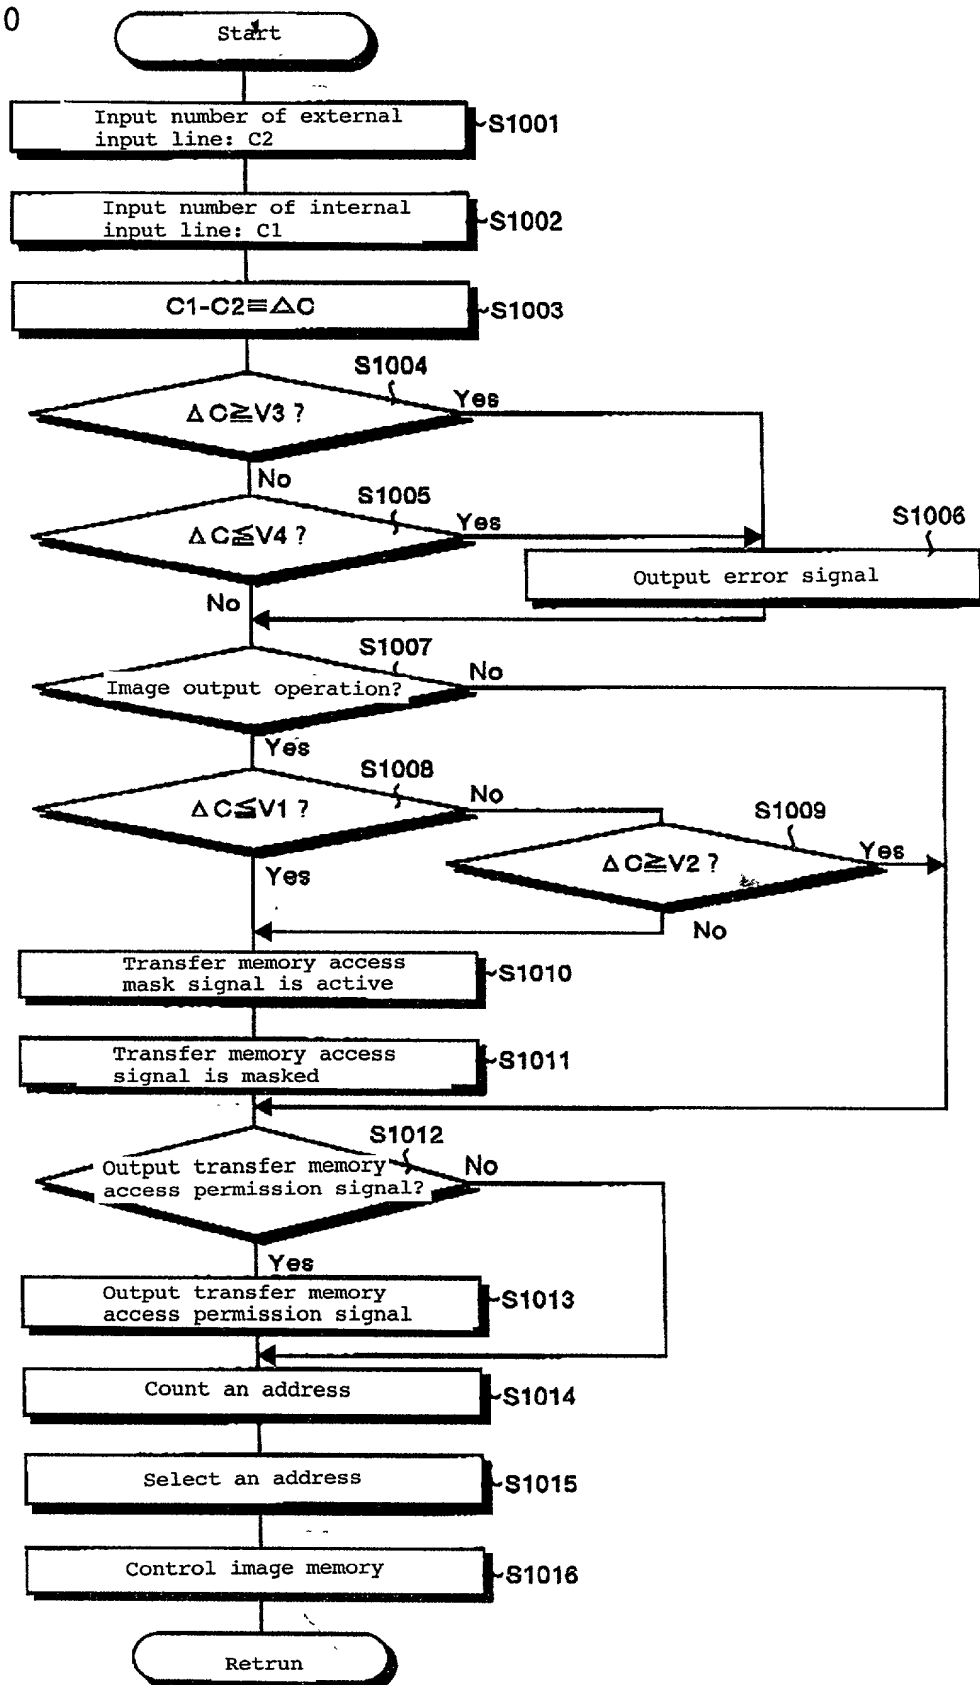 0
Start
Input number of external
input line: C2
S1001
Input number of internal
input line: C1
S1002
C1-C2≡ΔC
S1003
S1004
ΔC≧V3 ?
Yes
No
S1005
ΔC≦V4 ?
Yes
No
S1006
Output error signal
S1007
Image output operation?
No
Yes
S1008
ΔC≦V1 ?
No
Yes
S1009
ΔC≧V2 ?
Yes
No
Transfer memory access
mask signal is active
S1010
Transfer memory access
signal is masked
S1011
S1012
Output transfer memory
access permission signal?
No
Yes
Output transfer memory
access permission signal
S1013
Count an address
S1014
Select an address
S1015
Control image memory
S1016
Retrun